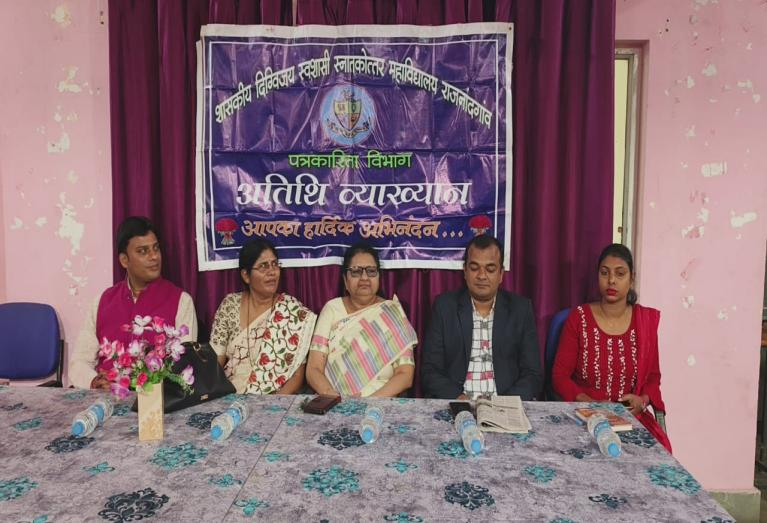 शासकीय दिग्विजय स्वशासी स्नातकोत्तर महाविद्यालय राजनांदगांव
पत्रकारिता विभाग
अतिथि व्याख्यान
आपका हार्दिक अभिनंदन...